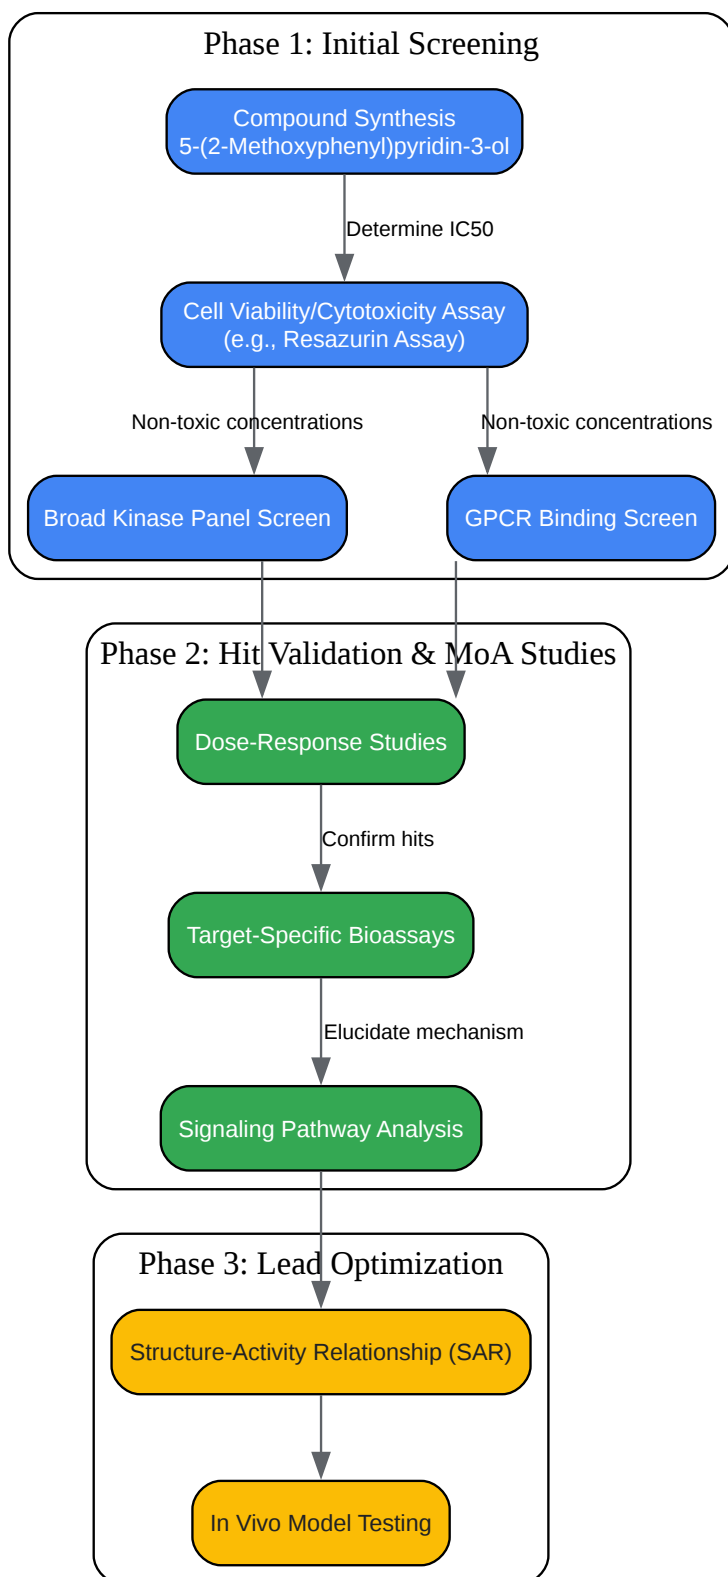 Phase 1: Initial Screening
Compound Synthesis
5-(2-Methoxyphenyl)pyridin-3-ol
Determine IC50
Cell Viability/Cytotoxicity Assay
(e.g., Resazurin Assay)
Non-toxic concentrations
Non-toxic concentrations
Broad Kinase Panel Screen
GPCR Binding Screen
Phase 2: Hit Validation & MoA Studies
Dose-Response Studies
Confirm hits
Target-Specific Bioassays
Elucidate mechanism
Signaling Pathway Analysis
Phase 3: Lead Optimization
Structure-Activity Relationship (SAR)
In Vivo Model Testing